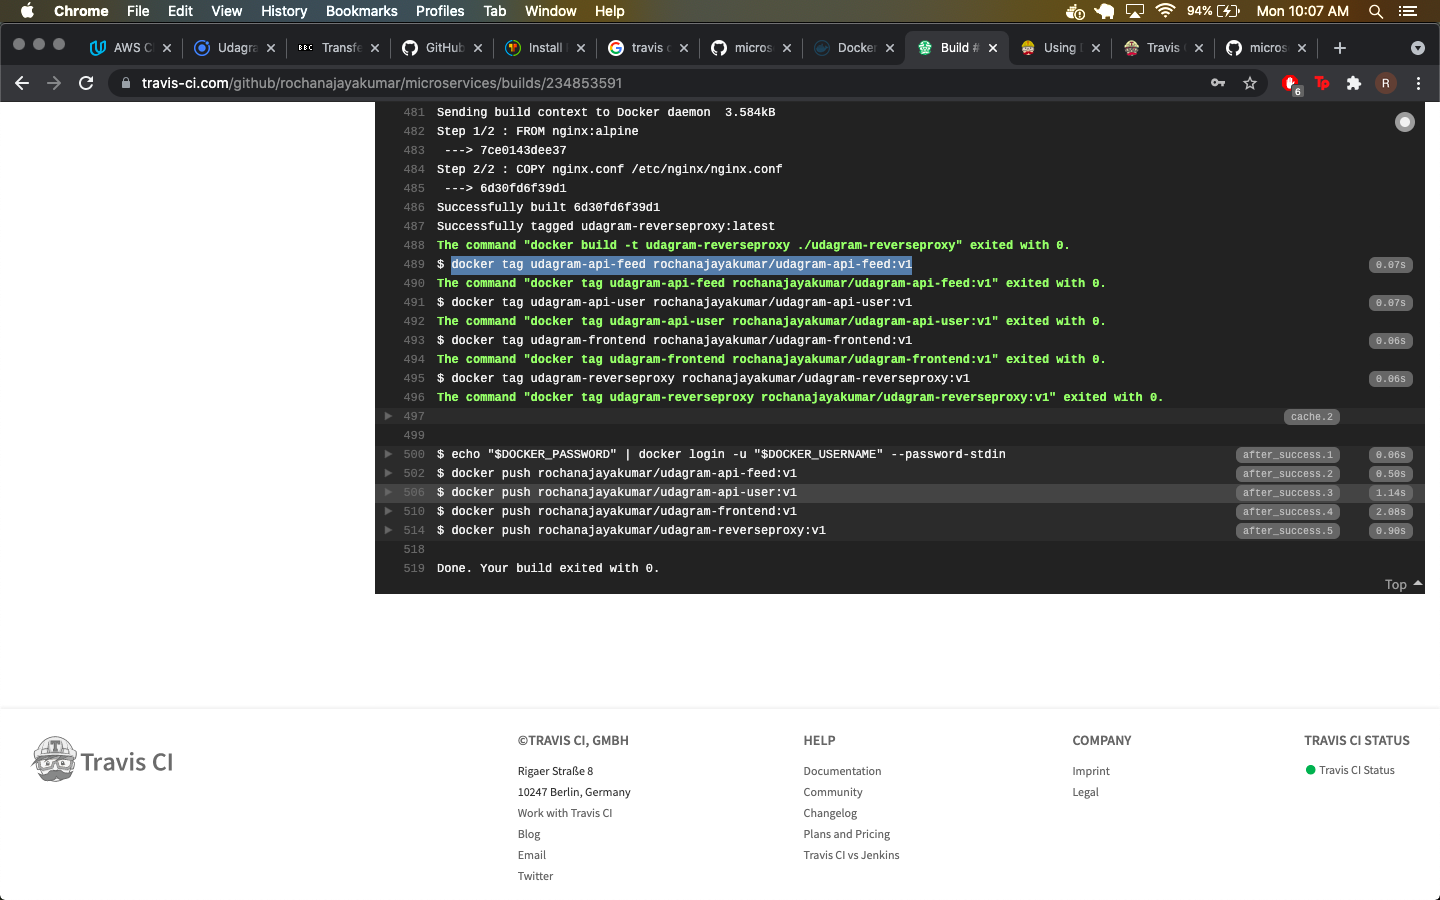 Chrome File Edit View History Bookmarks Profiles Tab Window Help 94% Mon 10:07 AM
AWS C Udagra BBC Transfe GitHub Install travis c micros Docke Build # Using Travis micros
travis-ci.com/github/rochanajayakumar/microservices/builds/234853591 6 Tp R
481 Sending build context to Docker daemon  3.584kB
482 Step 1/2 : FROM nginx:alpine
483 ---> 7ce0143dee37
484 Step 2/2 : COPY nginx.conf /etc/nginx/nginx.conf
485 ---> 6d30fd6f39d1
486 Successfully built 6d30fd6f39d1
487 Successfully tagged udagram-reverseproxy:latest
488 The command "docker build -t udagram-reverseproxy ./udagram-reverseproxy" exited with 0.
489 $ docker tag udagram-api-feed rochanajayakumar/udagram-api-feed:v1 0.07s
490 The command "docker tag udagram-api-feed rochanajayakumar/udagram-api-feed:v1" exited with 0.
491 $ docker tag udagram-api-user rochanajayakumar/udagram-api-user:v1 0.07s
492 The command "docker tag udagram-api-user rochanajayakumar/udagram-api-user:v1" exited with 0.
493 $ docker tag udagram-frontend rochanajayakumar/udagram-frontend:v1 0.06s
494 The command "docker tag udagram-frontend rochanajayakumar/udagram-frontend:v1" exited with 0.
495 $ docker tag udagram-reverseproxy rochanajayakumar/udagram-reverseproxy:v1 0.06s
496 The command "docker tag udagram-reverseproxy rochanajayakumar/udagram-reverseproxy:v1" exited with 0.
497 cache.2
499
500 $ echo "$DOCKER_PASSWORD" | docker login -u "$DOCKER_USERNAME" --password-stdin after_success.1 0.06s
502 $ docker push rochanajayakumar/udagram-api-feed:v1 after_success.2 0.50s
506 $ docker push rochanajayakumar/udagram-api-user:v1 after_success.3 1.14s
510 $ docker push rochanajayakumar/udagram-frontend:v1 after_success.4 2.08s
514 $ docker push rochanajayakumar/udagram-reverseproxy:v1 after_success.5 0.90s
518
519 Done. Your build exited with 0.
Top
Travis CI
©TRAVIS CI, GMBH
Rigaer Straße 8
10247 Berlin, Germany
Work with Travis CI
Blog
Email
Twitter
HELP
Documentation
Community
Changelog
Plans and Pricing
Travis CI vs Jenkins
COMPANY
Imprint
Legal
TRAVIS CI STATUS
Travis CI Status